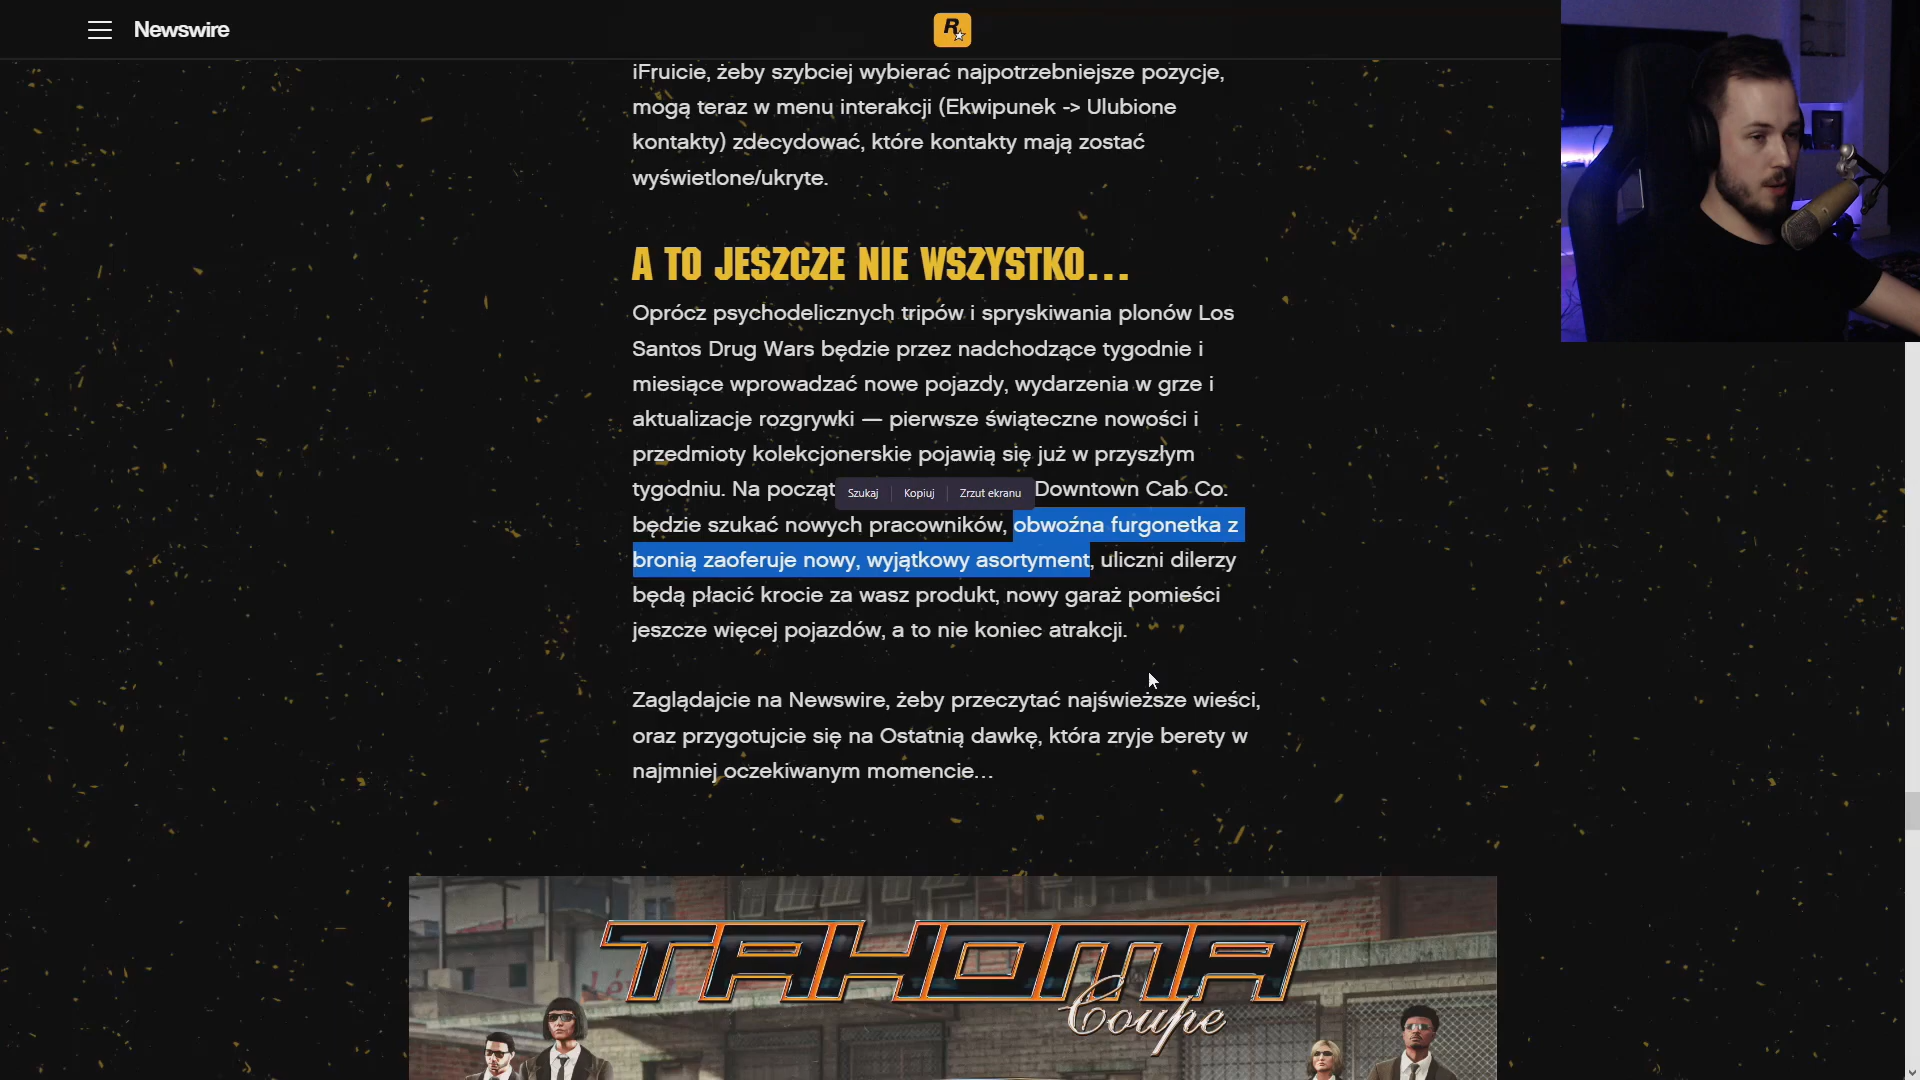 Newswire
R
iFruicie, żeby szybciej wybierać najpotrzebniejsze pozycje,
mogą teraz w menu interakcji (Ekwipunek -> Ulubione
kontakty) zdecydować, które kontakty mają zostać
wyświetlone/ukryte.
A TO JESZCZE NIE WSZYSTKO...
Oprócz psychodelicznych tripów i spryskiwania plonów Los
Santos Drug Wars będzie przez nadchodzące tygodnie i
miesiące wprowadzać nowe pojazdy, wydarzenia w grze i
aktualizacje rozgrywki — pierwsze świąteczne nowości i
przedmioty kolekcjonerskie pojawią się już w przyszłym
tygodniu. Na począt Szukaj Kopiuj Zrzut ekranu Downtown Cab Co.
będzie szukać nowych pracowników, obwoźna furgonetka z
bronią zaoferuje nowy, wyjątkowy asortyment, uliczni dilerzy
będą płacić krocie za wasz produkt, nowy garaż pomieści
jeszcze więcej pojazdów, a to nie koniec atrakcji.
Zaglądajcie na Newswire, żeby przeczytać najświeższe wieści,
oraz przygotujcie się na Ostatnią dawkę, która zryje berety w
najmniej oczekiwanym momencie...
TAHOMA
Coupe